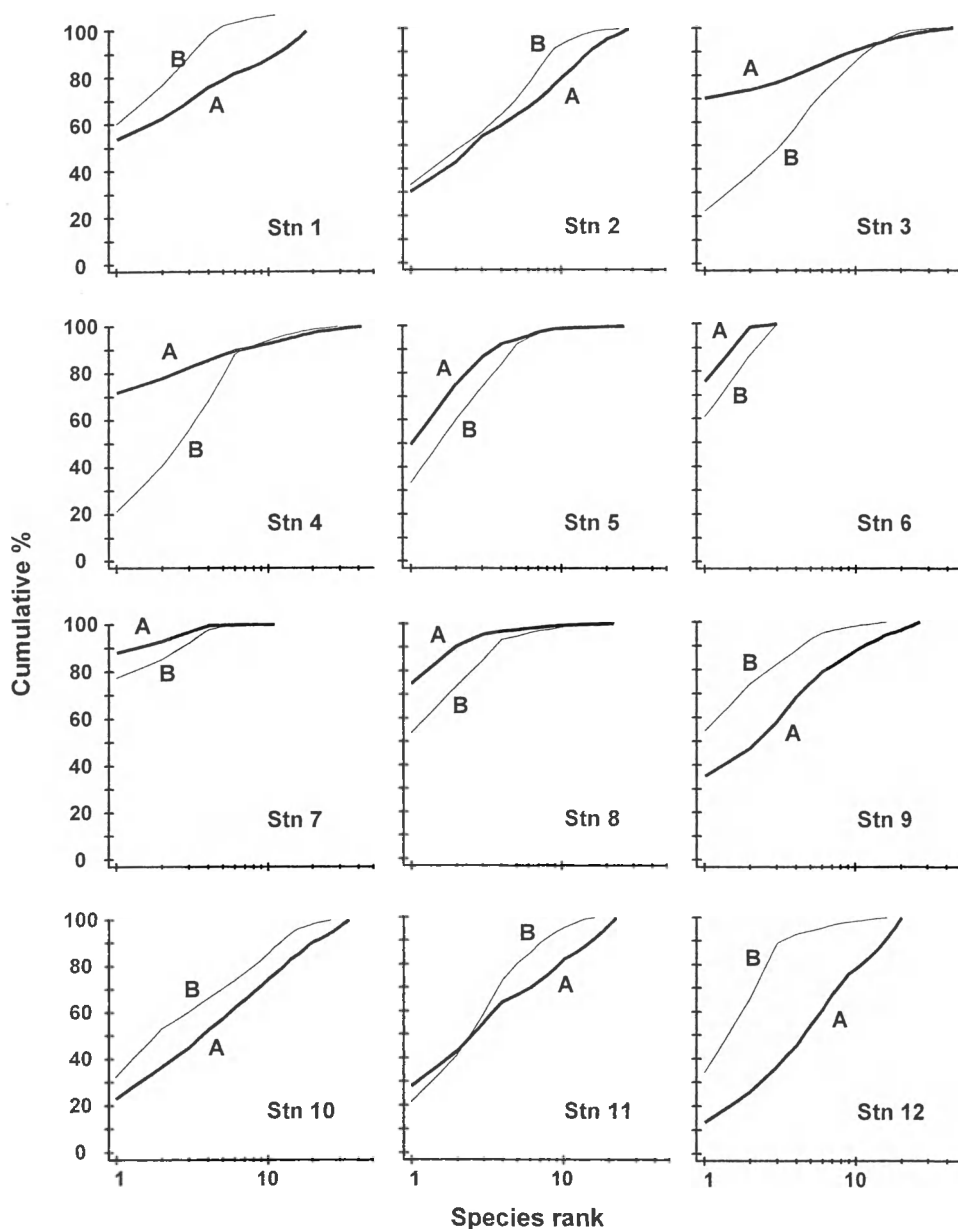 100
80
60
40
20
0
B
A
Stn 1
B
A
Stn 2
A
B
Stn 3
100
80
60
40
20
0
A
B
Stn 4
A
B
Stn 5
A
B
Stn 6
Cumulative %
100
80
60
40
20
0
A
B
Stn 7
A
B
Stn 8
B
A
Stn 9
100
80
60
40
20
0
B
A
Stn 10
B
A
Stn 11
B
A
Stn 12
1 10
1 10
1 10
Species rank